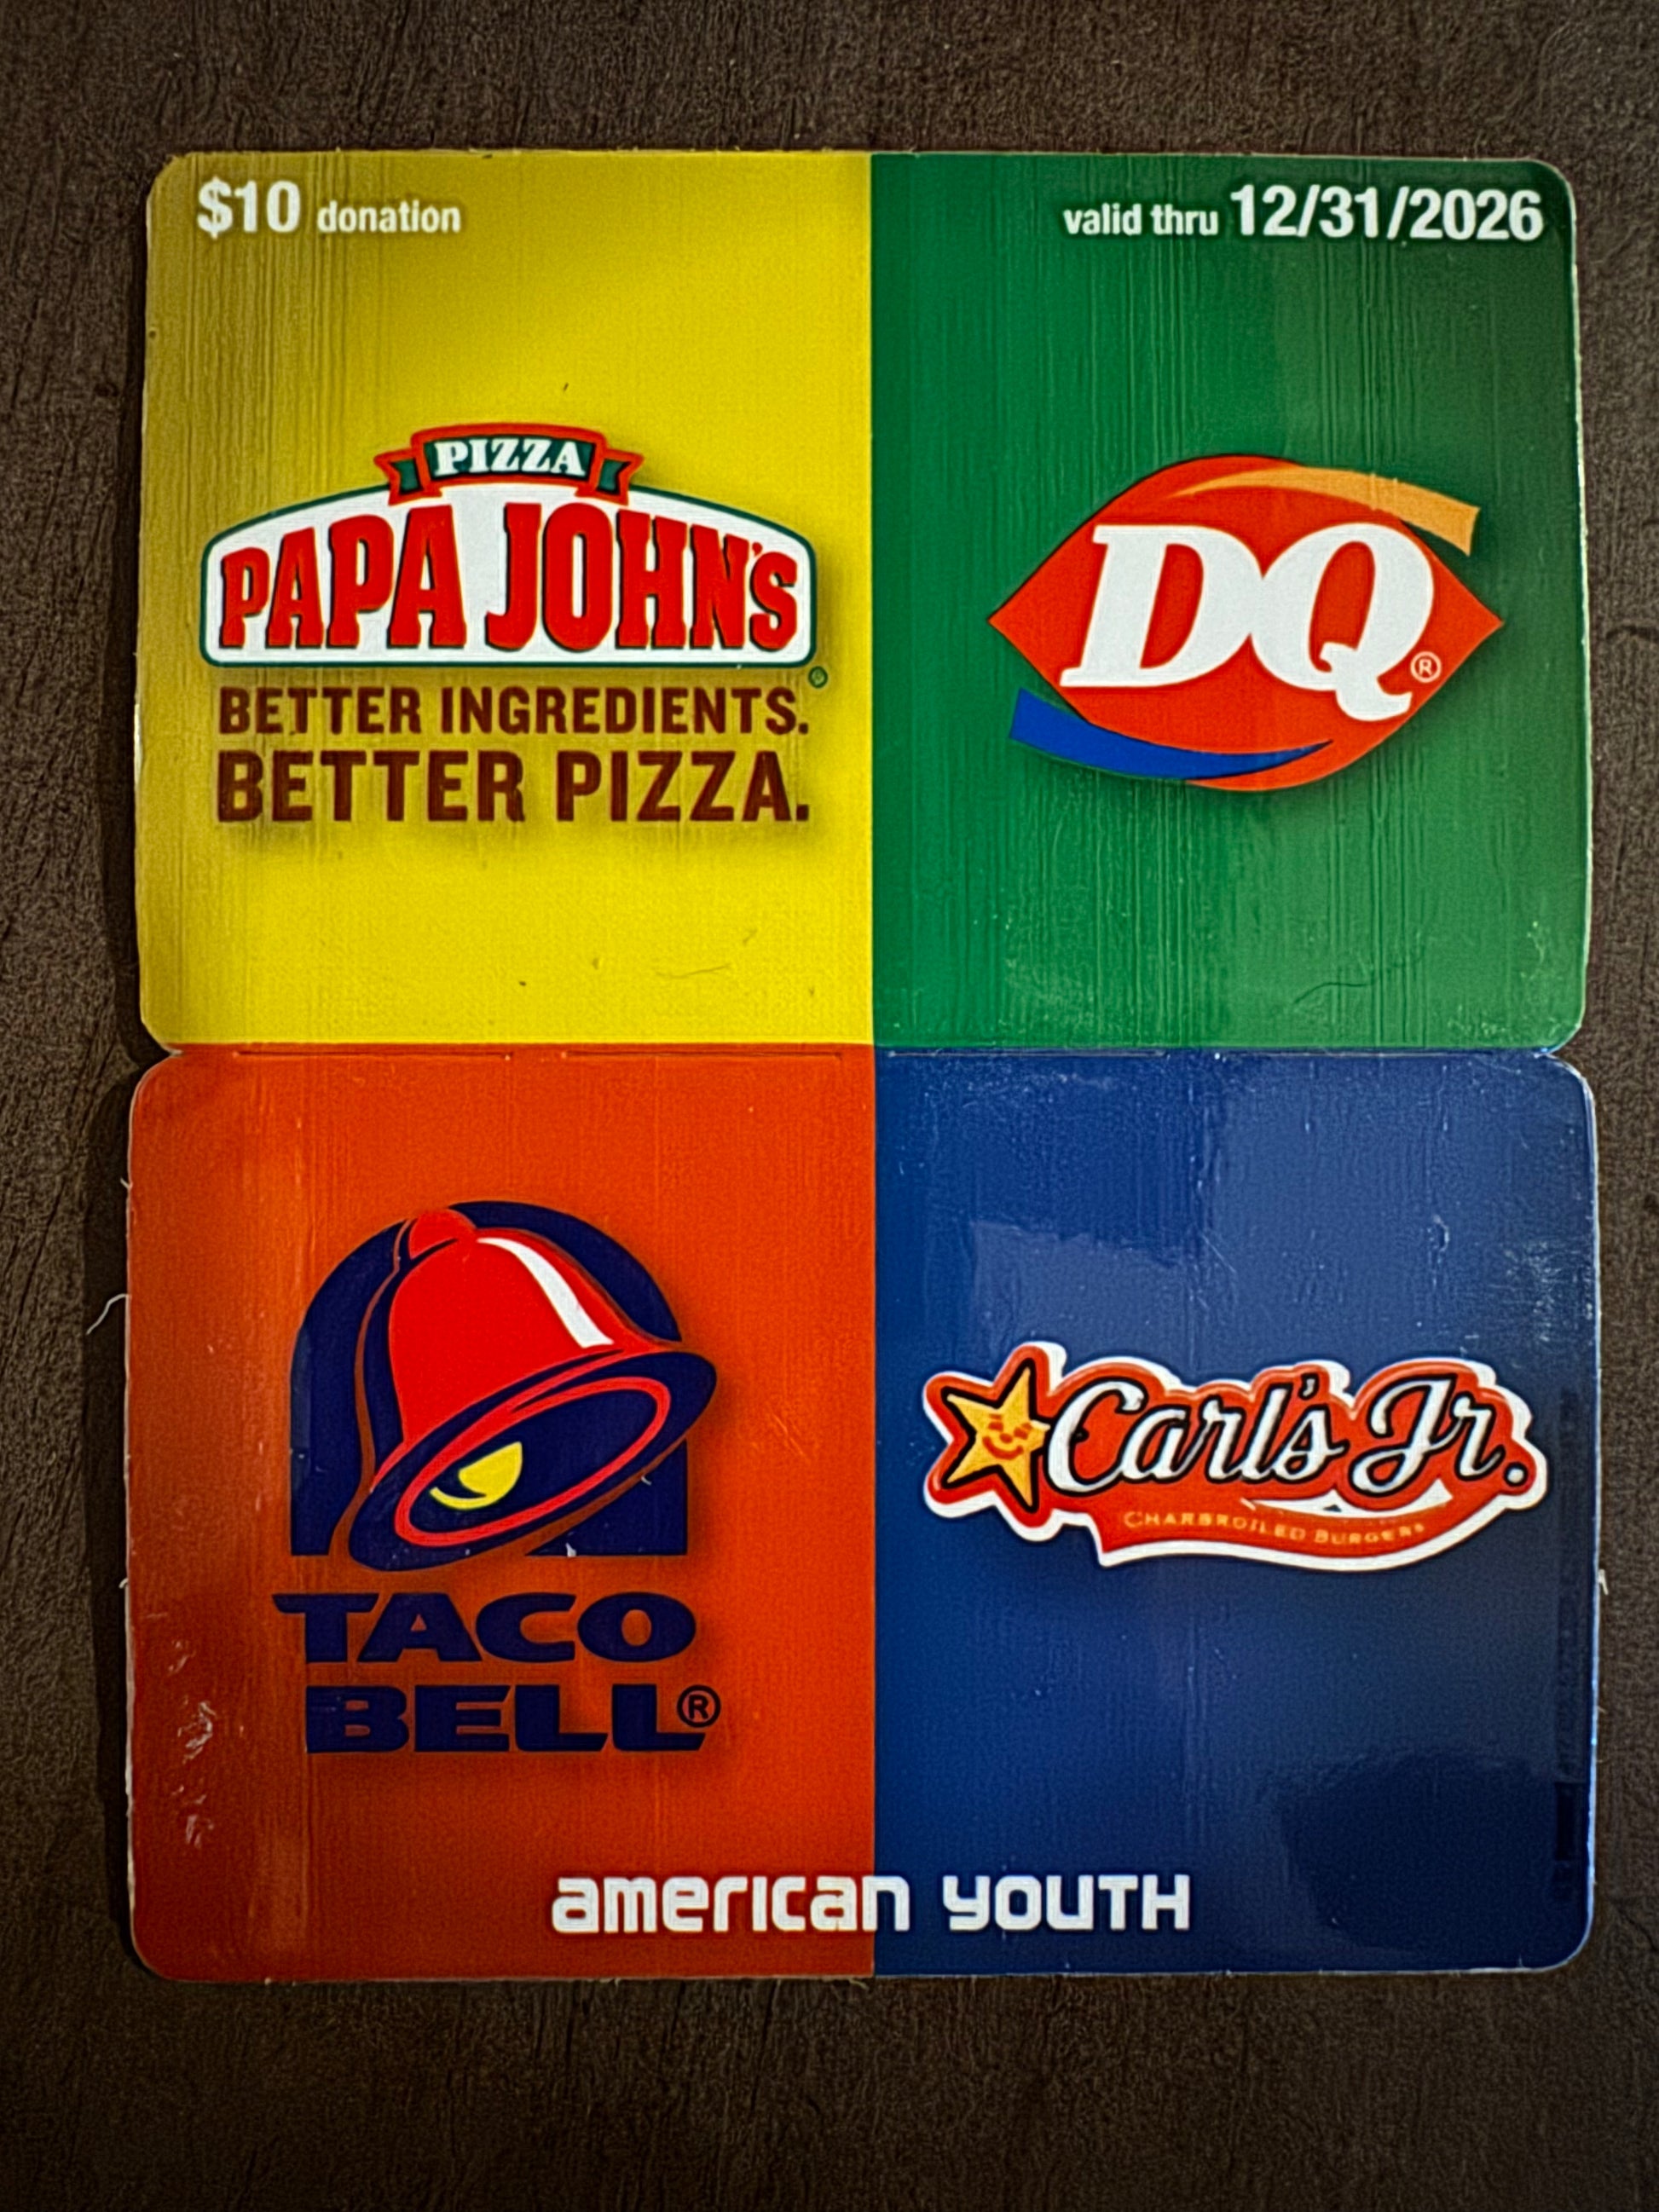 $10 donation
valid thru 12/31/2026
PIZZA
PAPA JOHN'S
BETTER INGREDIENTS.
BETTER PIZZA.
DQ®
TACO
BELL®
Carl's Jr.
CHARBROILED BURGERS
american youth